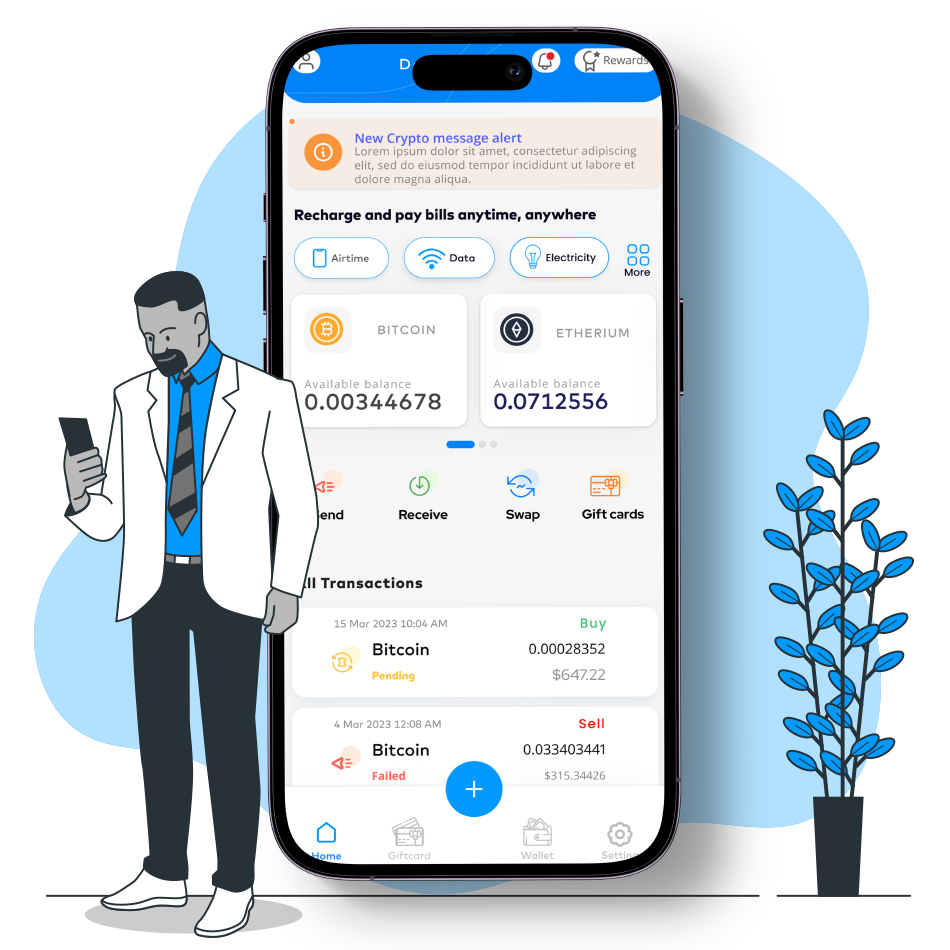 D
Rewards
New Crypto message alert
Lorem ipsum dolor sit amet, consectetur adipiscing
elit, sed do eiusmod tempor incididunt ut labore et
dolore magna aliqua.
Recharge and pay bills anytime, anywhere
Airtime Data Electricity More
BITCOIN ETHERIUM
Available balance Available balance
0.00344678 0.0712556
end Receive Swap Gift cards
ll Transactions
15 Mar 2023 10:04 AM Buy
Bitcoin 0.00028352
Pending $647.22
4 Mar 2023 12:08 AM Sell
Bitcoin 0.033403441
Failed $315.34426
+
Home Giftcard Wallet Settin